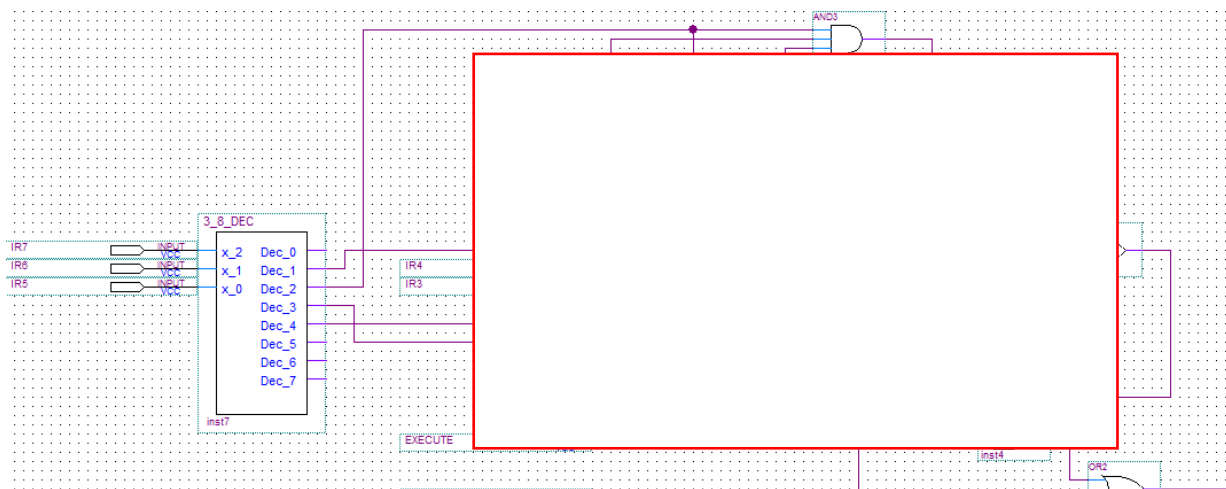 AND3
3_8_DEC
IR7 INPUT VCC x_2 Dec_0
IR6 INPUT VCC x_1 Dec_1 IR4
IR5 INPUT VCC x_0 Dec_2 IR3
Dec_3
Dec_4
Dec_5
Dec_6
Dec_7
inst7
EXECUTE
inst4
OR2